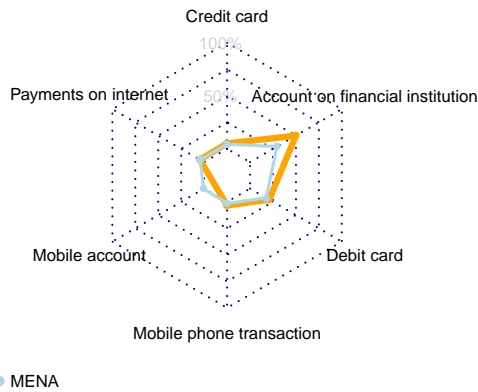 Credit card
100%
Payments on internet
50%
Account on financial institution
Mobile account
Debit card
Mobile phone transaction
MENA